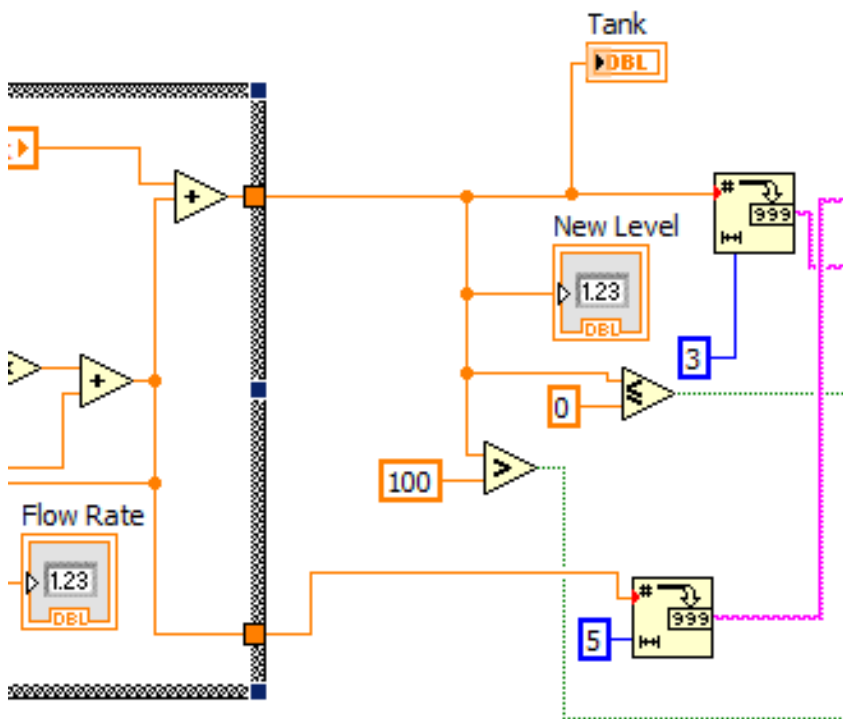 Tank
DBL
#
999
New Level
1.23
DBL
3
0
≤
100
>
+
+
Flow Rate
1.23
DBL
#
999
5